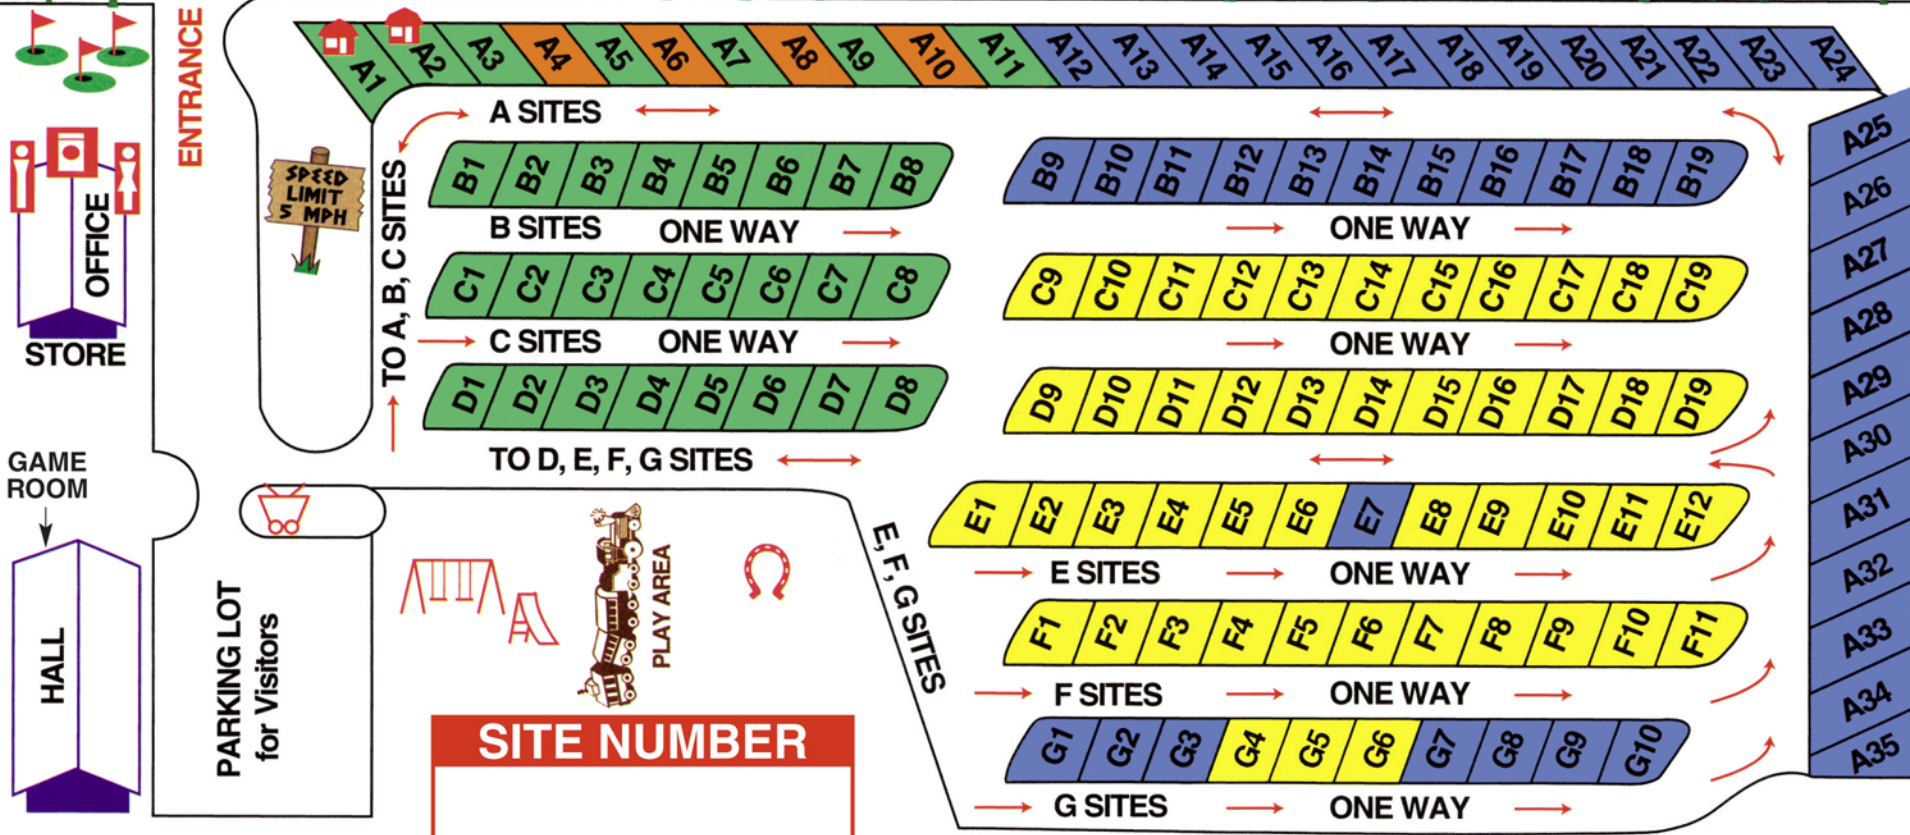 ENTRANCE
A1 A2 A3 A4 A5 A6 A7 A8 A9 A10 A11 A12 A13 A14 A15 A16 A17 A18 A19 A20 A21 A22 A23 A24
A SITES
SPEED
LIMIT
5 MPH
TO A, B, C SITES
B1 B2 B3 B4 B5 B6 B7 B8 B9 B10 B11 B12 B13 B14 B15 B16 B17 B18 B19
B SITES ONE WAY ONE WAY
C1 C2 C3 C4 C5 C6 C7 C8 C9 C10 C11 C12 C13 C14 C15 C16 C17 C18 C19
C SITES ONE WAY ONE WAY
D1 D2 D3 D4 D5 D6 D7 D8 D9 D10 D11 D12 D13 D14 D15 D16 D17 D18 D19
TO D, E, F, G SITES
E1 E2 E3 E4 E5 E6 E7 E8 E9 E10 E11 E12
E SITES ONE WAY
F1 F2 F3 F4 F5 F6 F7 F8 F9 F10 F11
F SITES ONE WAY
G1 G2 G3 G4 G5 G6 G7 G8 G9 G10
G SITES ONE WAY
E, F, G SITES
A25
A26
A27
A28
A29
A30
A31
A32
A33
A34
A35
OFFICE
STORE
GAME
ROOM
HALL
PARKING LOT
for Visitors
PLAY AREA
SITE NUMBER